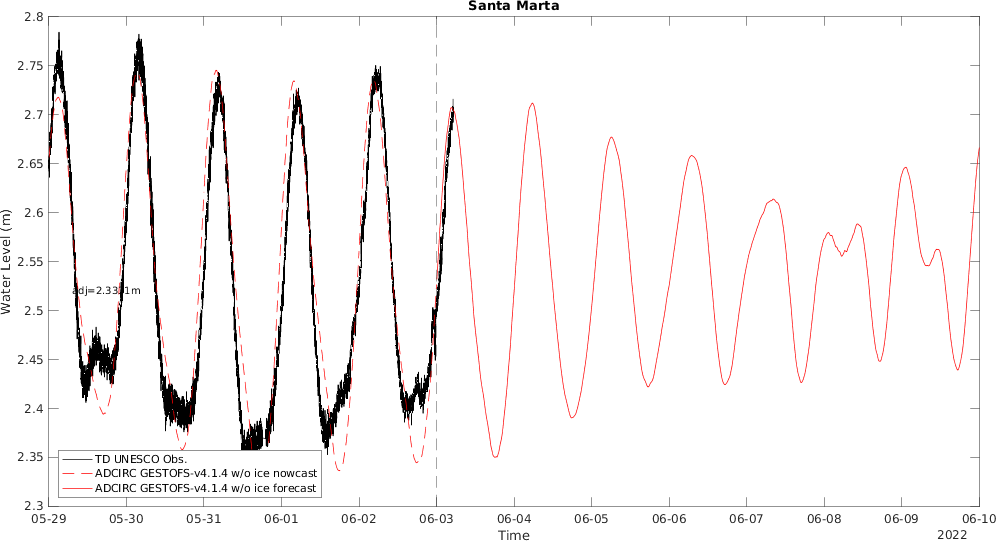 Santa Marta
2.8
2.75
2.7
2.65
2.6
2.55
2.5
2.45
2.4
2.35
2.3
Water Level (m)
TD UNESCO Obs.
ADCIRC GESTOFS-v4.1.4 w/o ice nowcast
ADCIRC GESTOFS-v4.1.4 w/o ice forecast
05-29 05-30 05-31 06-01 06-02 06-03 06-04 06-05 06-06 06-07 06-08 06-09 06-10
Time
2022